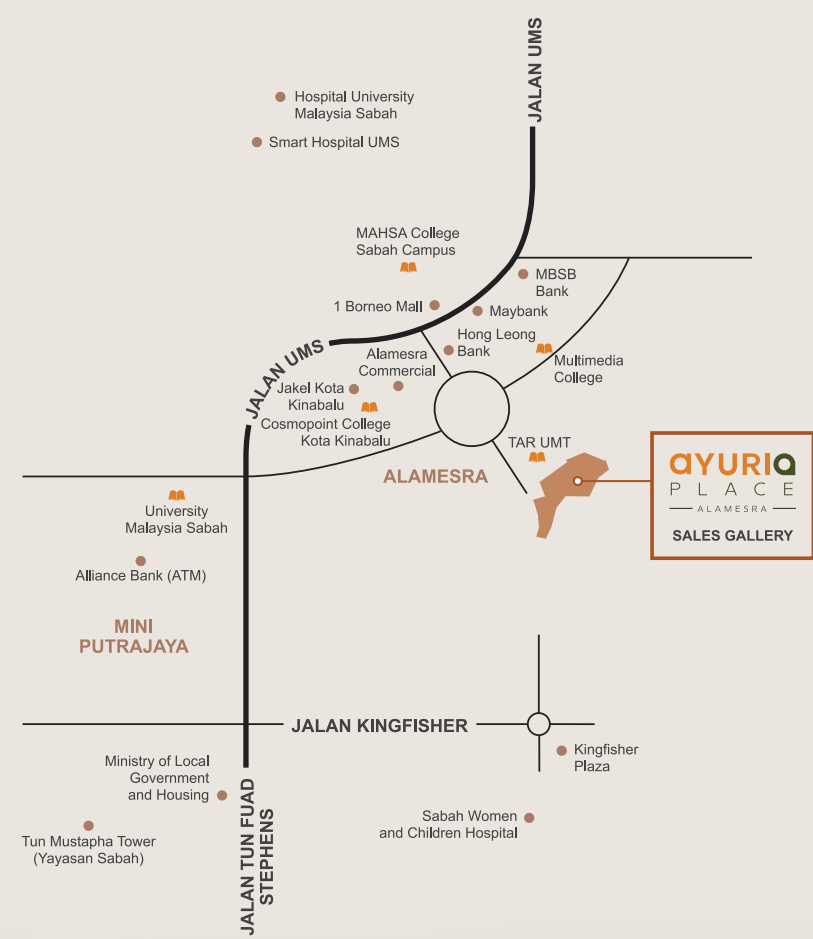 JALAN UMS
Hospital University
Malaysia Sabah
Smart Hospital UMS
MAHSA College
Sabah Campus
MBSB
Bank
1 Borneo Mall
Maybank
Hong Leong
Bank
JALAN UMS
Alamesra
Commercial
Multimedia
College
Jakel Kota
Kinabalu
Cosmopoint College
Kota Kinabalu
TAR UMT
ALAMESRA
aYURIa
PLACE
ALAMESRA
SALES GALLERY
University
Malaysia Sabah
Alliance Bank (ATM)
MINI
PUTRAJAYA
JALAN KINGFISHER
Kingfisher
Plaza
Ministry of Local
Government
and Housing
JALAN TUN FUAD
STEPHENS
Sabah Women
and Children Hospital
Tun Mustapha Tower
(Yayasan Sabah)